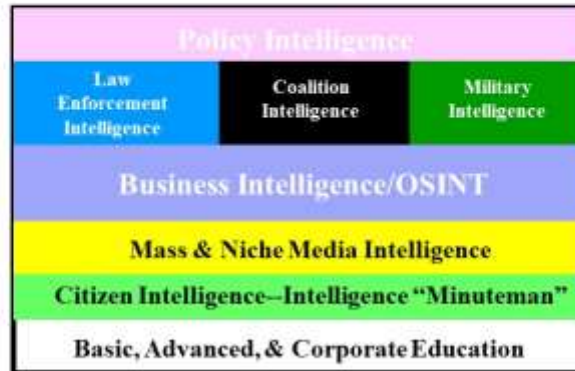 Policy Intelligence
Law
Enforcement
Intelligence
Coalition
Intelligence
Military
Intelligence
Business Intelligence/OSINT
Mass & Niche Media Intelligence
Citizen Intelligence--Intelligence “Minuteman”
Basic, Advanced, & Corporate Education